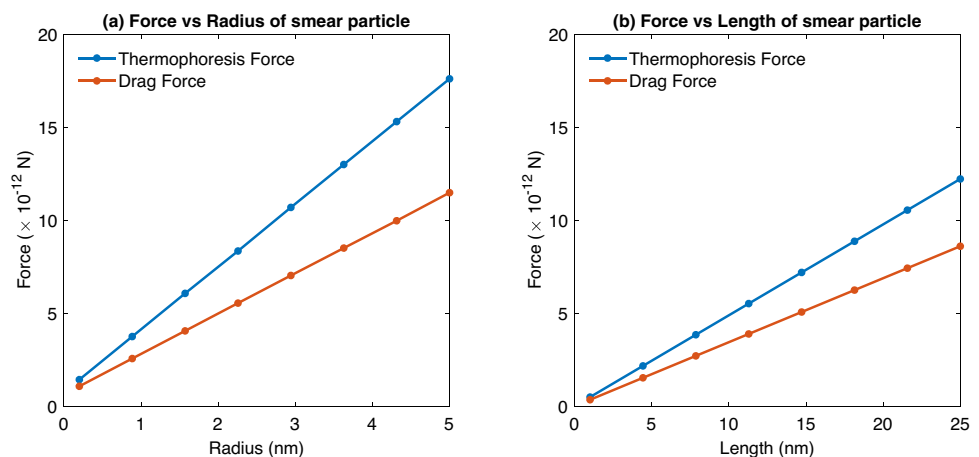 (a) Force vs Radius of smear particle
20
15
10
5
0
Force ( × 10⁻¹² N)
Thermophoresis Force
Drag Force
0 1 2 3 4 5
Radius (nm)
(b) Force vs Length of smear particle
20
15
10
5
0
Force ( × 10⁻¹² N)
Thermophoresis Force
Drag Force
0 5 10 15 20 25
Length (nm)